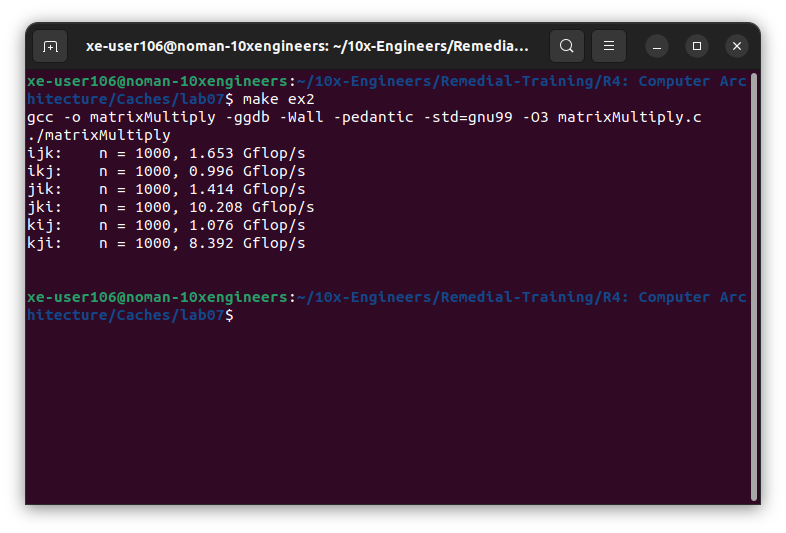 xe-user106@noman-10xengineers: ~/10x-Engineers/Remedia...
xe-user106@noman-10xengineers:~/10x-Engineers/Remedial-Training/R4: Computer Arc
hitecture/Caches/lab07$ make ex2
gcc -o matrixMultiply -ggdb -Wall -pedantic -std=gnu99 -O3 matrixMultiply.c
./matrixMultiply
ijk:    n = 1000, 1.653 Gflop/s
ikj:    n = 1000, 0.996 Gflop/s
jik:    n = 1000, 1.414 Gflop/s
jki:    n = 1000, 10.208 Gflop/s
kij:    n = 1000, 1.076 Gflop/s
kji:    n = 1000, 8.392 Gflop/s
xe-user106@noman-10xengineers:~/10x-Engineers/Remedial-Training/R4: Computer Arc
hitecture/Caches/lab07$